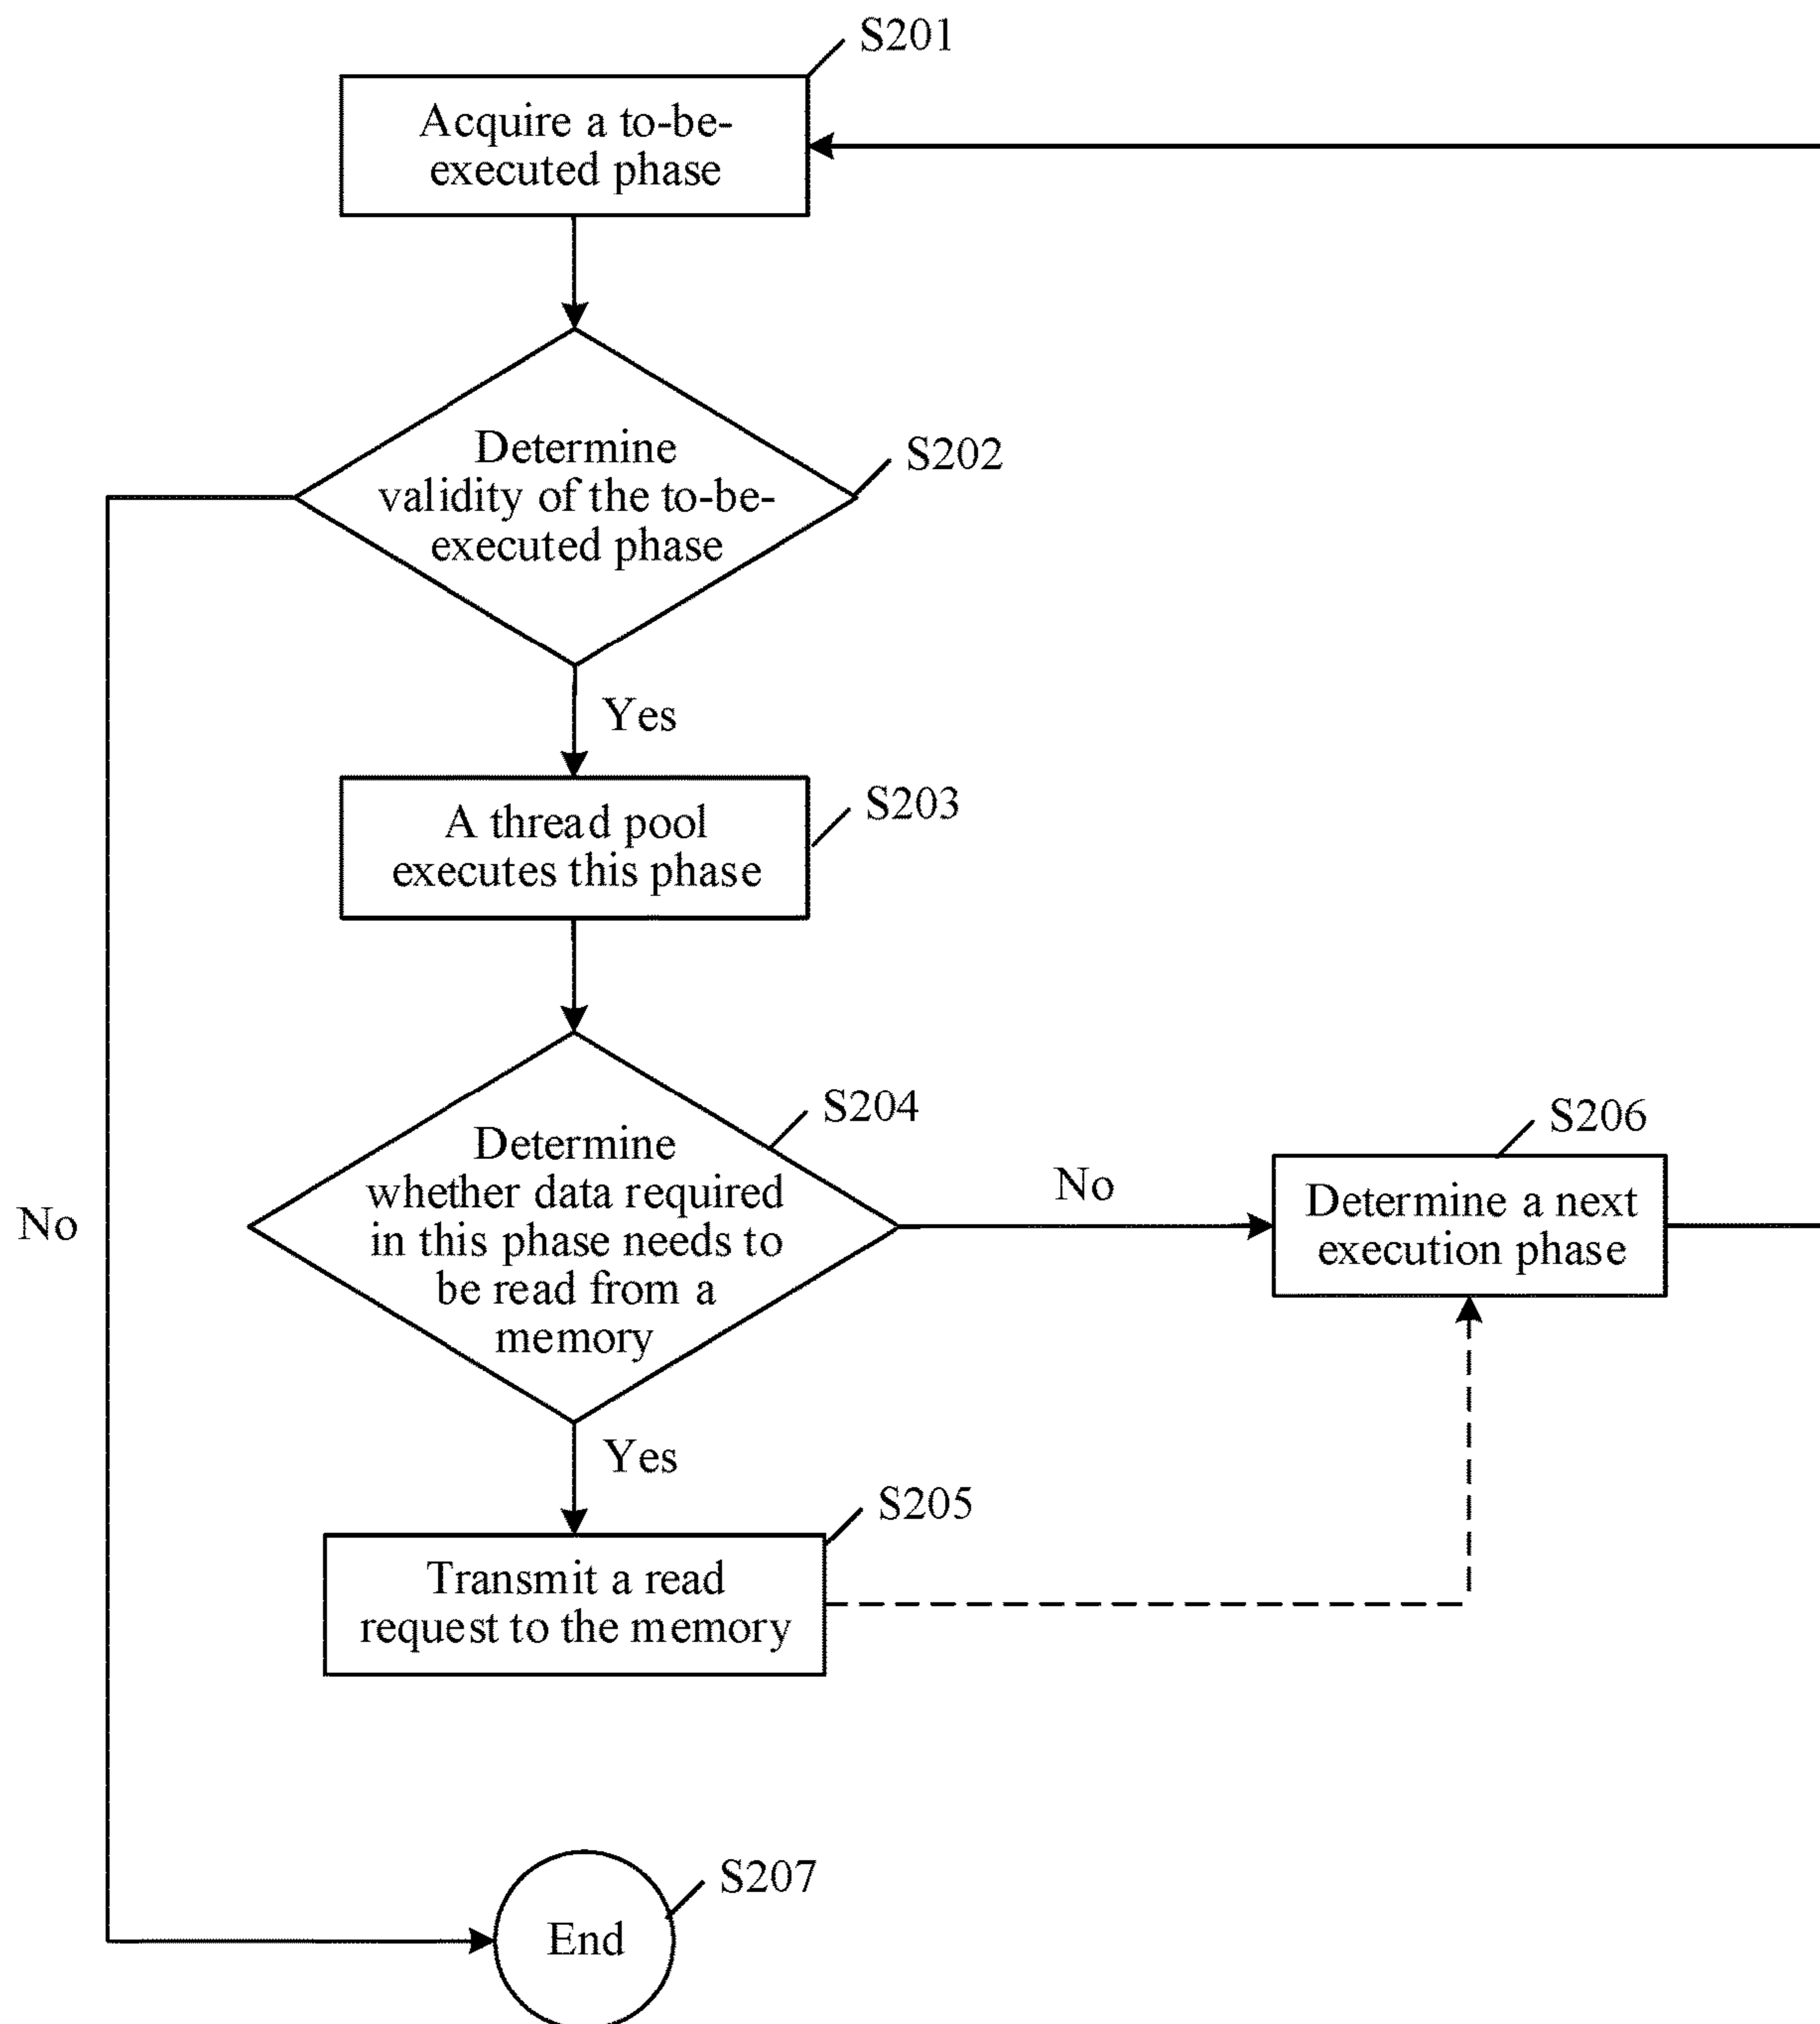 S201
Acquire a to-be-
executed phase
Determine
validity of the to-be-
executed phase
S202
Yes
A thread pool
executes this phase
S203
S204
Determine
whether data required
in this phase needs to
be read from a
memory
No
S206
Determine a next
execution phase
No
Yes
S205
Transmit a read
request to the memory
S207
End